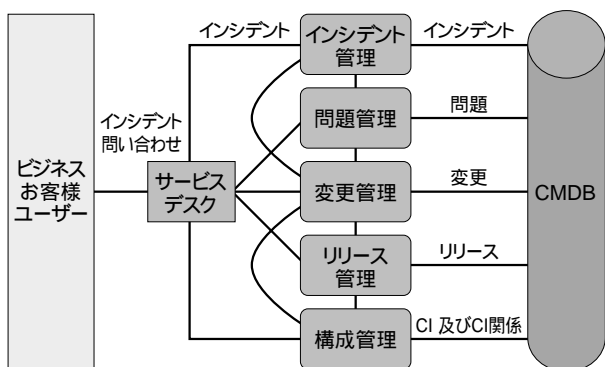 ビジネス
お客様
ユーザー
インシデント
問い合わせ
サービス
デスク
インシデント
インシデント
管理
インシデント
問題管理
問題
変更管理
変更
リリース
管理
リリース
構成管理
CI 及びCI関係
CMDB